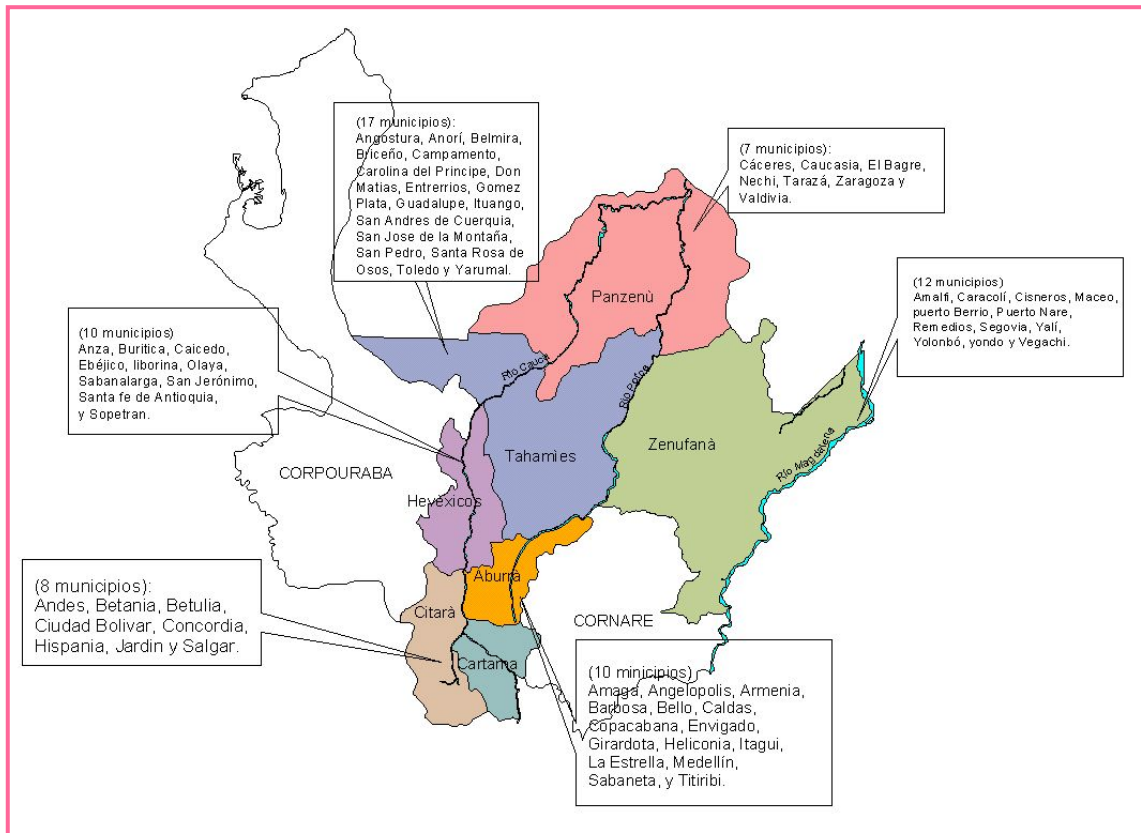 (17 municipios):
Angostura, Anorí, Belmira,
Briceño, Campamento,
Carolina del Principe, Don
Matias, Entrerrios, Gomez
Plata, Guadalupe, Ituango,
San Andres de Cuerquia,
San Jose de la Montaña,
San Pedro, Santa Rosa de
Osos, Toledo y Yarumal.
(7 municipios):
Cáceres, Caucasia, El Bagre,
Nechi, Tarazá, Zaragoza y
Valdivia.
(12 municipios)
Amalfi, Caracolí, Cisneros, Maceo,
puerto Berrio, Puerto Nare,
Remedios, Segovia, Yalí,
Yolonbó, yondo y Vegachi.
(10 municipios)
Anza, Buritica, Caicedo,
Ebéjico, liborina, Olaya,
Sabanalarga, San Jerónimo,
Santa fe de Antioquia,
y Sopetran.
Panzenù
Río Cauca
Río Porce
Tahamìes
Zenufanà
Río Magdalena
CORPOURABA
Hevèxicos
Aburrà
Citarà
CORNARE
Cartama
(8 municipios):
Andes, Betania, Betulia,
Ciudad Bolivar, Concordia,
Hispania, Jardin y Salgar.
(10 minicipios)
Amaga, Angelopolis, Armenia,
Barbosa, Bello, Caldas,
Copacabana, Envigado,
Girardota, Heliconia, Itagui,
La Estrella, Medellín,
Sabaneta, y Titiribi.